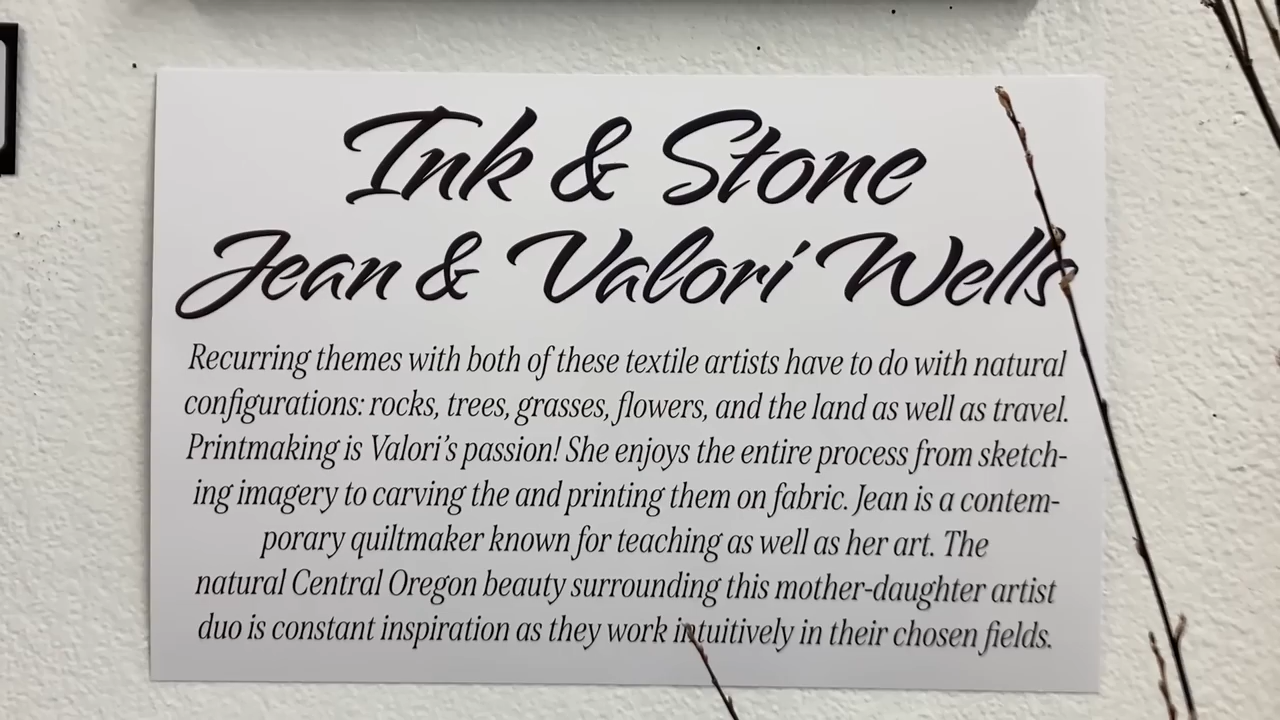 Ink & Stone
Jean & Valori Wells
Recurring themes with both of these textile artists have to do with natural
configurations: rocks, trees, grasses, flowers, and the land as well as travel.
Printmaking is Valori’s passion! She enjoys the entire process from sketch-
ing imagery to carving the and printing them on fabric. Jean is a contem-
porary quiltmaker known for teaching as well as her art. The
natural Central Oregon beauty surrounding this mother-daughter artist
duo is constant inspiration as they work intuitively in their chosen fields.